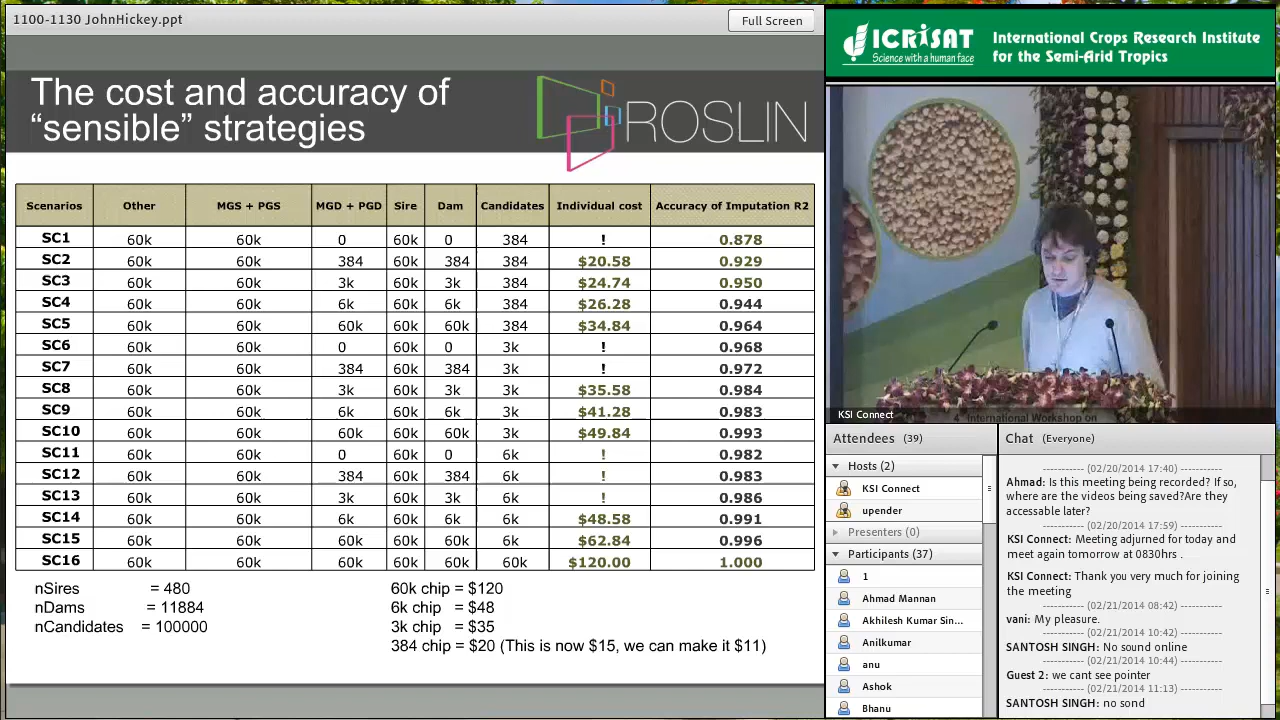 1100-1130 JohnHickey.ppt
Full Screen
The cost and accuracy of
“sensible” strategies
ROSLIN
Scenarios Other MGS + PGS MGD + PGD Sire Dam Candidates Individual cost Accuracy of Imputation R2
SC1 60k 60k 0 60k 0 384 ! 0.878
SC2 60k 60k 384 60k 384 384 $20.58 0.929
SC3 60k 60k 3k 60k 3k 384 $24.74 0.950
SC4 60k 60k 6k 60k 6k 384 $26.28 0.944
SC5 60k 60k 60k 60k 60k 384 $34.84 0.964
SC6 60k 60k 0 60k 0 3k ! 0.968
SC7 60k 60k 384 60k 384 3k ! 0.972
SC8 60k 60k 3k 60k 3k 3k $35.58 0.984
SC9 60k 60k 6k 60k 6k 3k $41.28 0.983
SC10 60k 60k 60k 60k 60k 3k $49.84 0.993
SC11 60k 60k 0 60k 0 6k ! 0.982
SC12 60k 60k 384 60k 384 6k ! 0.983
SC13 60k 60k 3k 60k 3k 6k ! 0.986
SC14 60k 60k 6k 60k 6k 6k $48.58 0.991
SC15 60k 60k 60k 60k 60k 6k $62.84 0.996
SC16 60k 60k 60k 60k 60k 60k $120.00 1.000
nSires = 480
nDams = 11884
nCandidates = 100000
60k chip = $120
6k chip = $48
3k chip = $35
384 chip = $20 (This is now $15, we can make it $11)
ICRISAT
Science with a human face
International Crops Research Institute
for the Semi-Arid Tropics
International Workshop on
KSI Connect
Attendees (39)
Hosts (2)
KSI Connect
upender
Presenters (0)
Participants (37)
1
Ahmad Mannan
Akhilesh Kumar Sin...
Anilkumar
anu
Ashok
Bhanu
Chat (Everyone)
---------- (02/20/2014 17:40) ----------
Ahmad: Is this meeting being recorded? If so,
where are the videos being saved?Are they
accessable later?
---------- (02/20/2014 17:59) ----------
KSI Connect: Meeting adjurned for today and
meet again tomorrow at 0830hrs .
KSI Connect: Thank you very much for joining
the meeting
---------- (02/21/2014 08:42) ----------
vani: My pleasure.
---------- (02/21/2014 10:42) ----------
SANTOSH SINGH: No sound online
---------- (02/21/2014 10:44) ----------
Guest 2: we cant see pointer
---------- (02/21/2014 11:13) ----------
SANTOSH SINGH: no sond